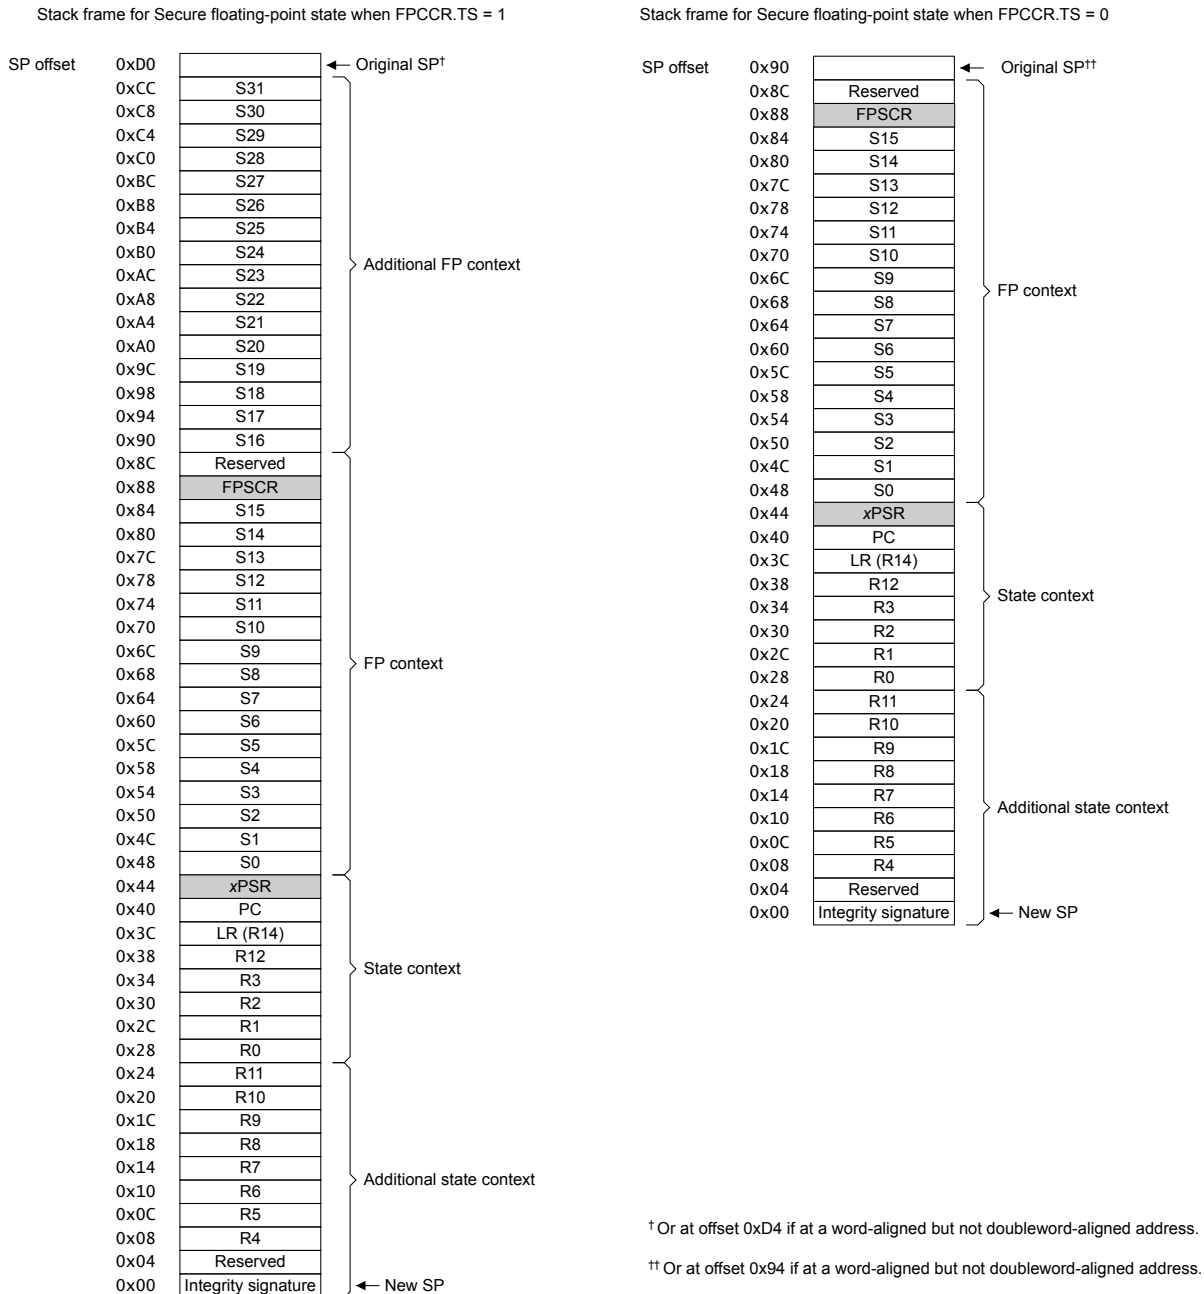 Stack frame for Secure floating-point state when FPCCR.TS = 1
SP offset 0xD0 Original SP†
0xCC S31
0xC8 S30
0xC4 S29
0xC0 S28
0xBC S27
0xB8 S26
0xB4 S25
0xB0 S24
0xAC S23
Additional FP context
0xA8 S22
0xA4 S21
0xA0 S20
0x9C S19
0x98 S18
0x94 S17
0x90 S16
0x8C Reserved
0x88 FPSCR
0x84 S15
0x80 S14
0x7C S13
0x78 S12
0x74 S11
0x70 S10
0x6C S9
FP context
0x68 S8
0x64 S7
0x60 S6
0x5C S5
0x58 S4
0x54 S3
0x50 S2
0x4C S1
0x48 S0
0x44 xPSR
0x40 PC
0x3C LR (R14)
0x38 R12
State context
0x34 R3
0x30 R2
0x2C R1
0x28 R0
0x24 R11
0x20 R10
0x1C R9
0x18 R8
0x14 R7
Additional state context
0x10 R6
0x0C R5
0x08 R4
0x04 Reserved
0x00 Integrity signature New SP
Stack frame for Secure floating-point state when FPCCR.TS = 0
SP offset 0x90 Original SP††
0x8C Reserved
0x88 FPSCR
0x84 S15
0x80 S14
0x7C S13
0x78 S12
0x74 S11
0x70 S10
0x6C S9
FP context
0x68 S8
0x64 S7
0x60 S6
0x5C S5
0x58 S4
0x54 S3
0x50 S2
0x4C S1
0x48 S0
0x44 xPSR
0x40 PC
0x3C LR (R14)
0x38 R12
State context
0x34 R3
0x30 R2
0x2C R1
0x28 R0
0x24 R11
0x20 R10
0x1C R9
0x18 R8
0x14 R7
Additional state context
0x10 R6
0x0C R5
0x08 R4
0x04 Reserved
0x00 Integrity signature New SP
† Or at offset 0xD4 if at a word-aligned but not doubleword-aligned address.
†† Or at offset 0x94 if at a word-aligned but not doubleword-aligned address.